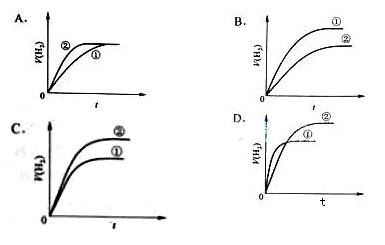 A.
V(H₂)
②
①
0
t
B.
V(H₂)
①
②
0
t
C.
V(H₂)
②
①
0
t
D.
V(H₂)
②
①
0
t